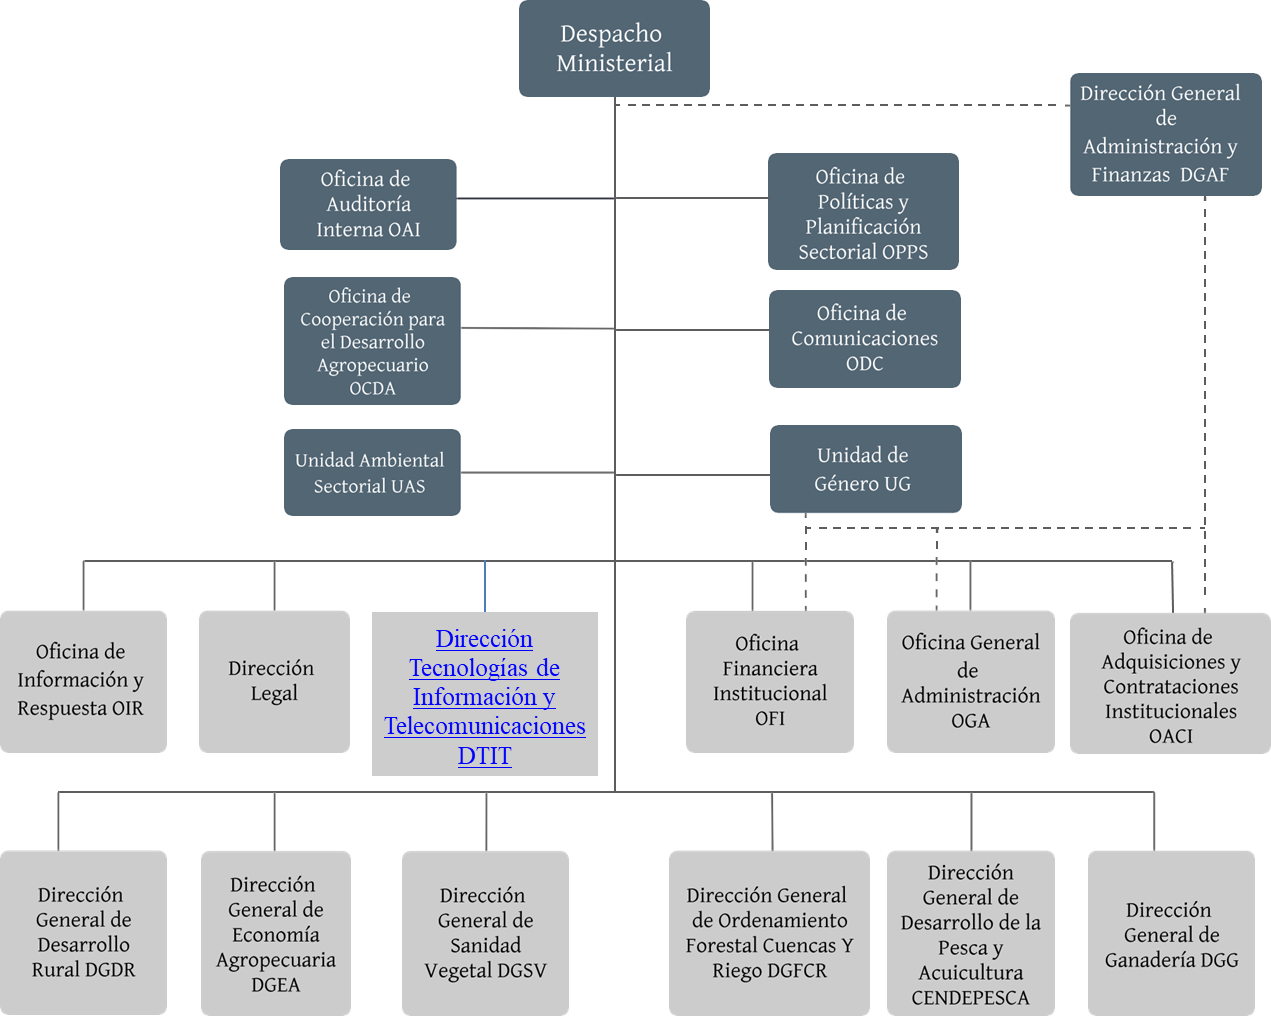 Despacho
Ministerial
Dirección General
de
Administración y
Finanzas DGAF
Oficina de
Auditoría
Interna OAI
Oficina de
Políticas y
Planificación
Sectorial OPPS
Oficina de
Cooperación para
el Desarrollo
Agropecuario
OCDA
Oficina de
Comunicaciones
ODC
Unidad Ambiental
Sectorial UAS
Unidad de
Género UG
Oficina de
Información y
Respuesta OIR
Dirección
Legal
Dirección
Tecnologías de
Información y
Telecomunicaciones
DTIT
Oficina
Financiera
Institucional
OFI
Oficina General
de
Administración
OGA
Oficina de
Adquisiciones y
Contrataciones
Institucionales
OACI
Dirección
General de
Desarrollo
Rural DGDR
Dirección
General de
Economía
Agropecuaria
DGEA
Dirección
General de
Sanidad
Vegetal DGSV
Dirección General
de Ordenamiento
Forestal Cuencas Y
Riego DGFCR
Dirección
General de
Desarrollo de la
Pesca y
Acuicultura
CENDEPESCA
Dirección
General de
Ganadería DGG